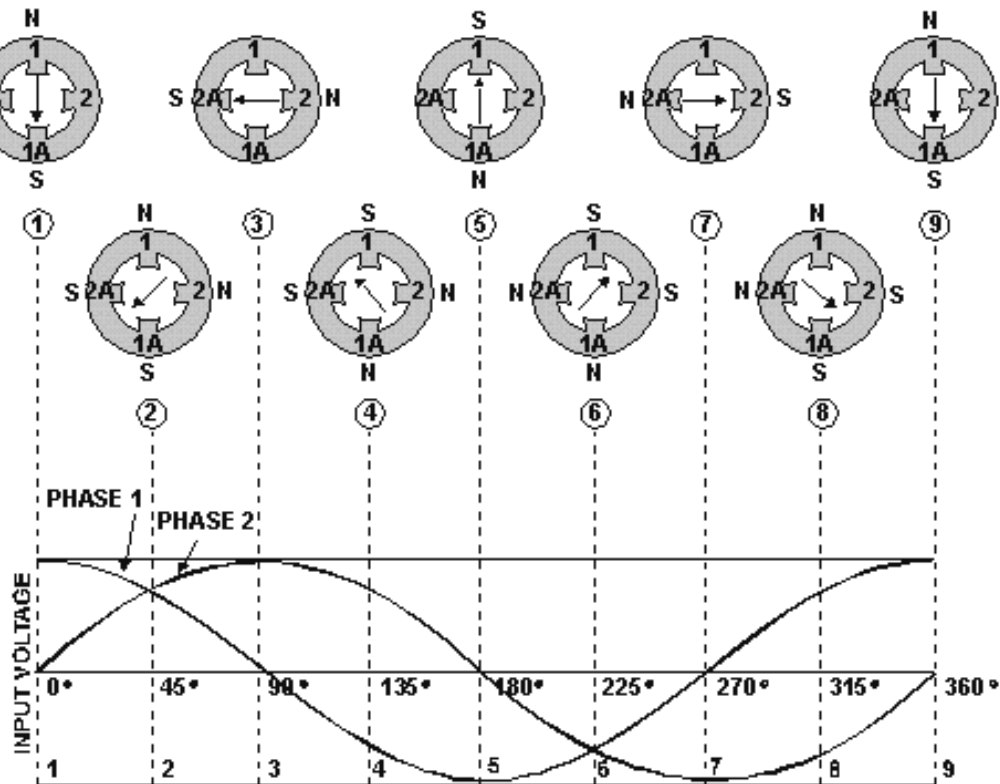 N S N
1 1 1 1 1
2 S 2A 2 N 2A 2 N 2A 2 S 2A 2
1A 1A 1A 1A 1A
S N S
1 N 3 S 5 S 7 N 9
1 1 1 1
S 2A 2 N S 2A 2 N N 2A 2 S N 2A 2 S
1A 1A 1A 1A
S N N S
2 4 6 8
PHASE 1
PHASE 2
INPUT VOLTAGE
0° 45° 90° 135° 180° 225° 270° 315° 360°
1 2 3 4 5 6 7 8 9